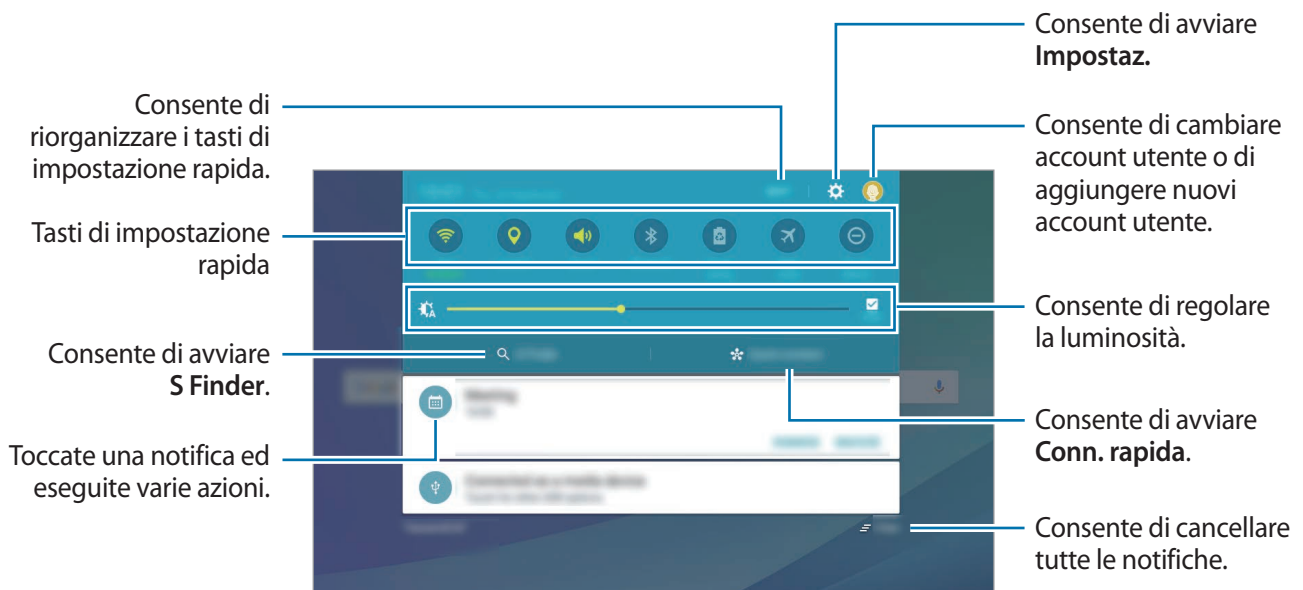 Consente di avviare
Impostaz.
Consente di
riorganizzare i tasti di
impostazione rapida.
Consente di cambiare
account utente o di
aggiungere nuovi
account utente.
Tasti di impostazione
rapida
Consente di regolare
la luminosità.
Consente di avviare
S Finder.
Consente di avviare
Conn. rapida.
Toccate una notifica ed
eseguite varie azioni.
Consente di cancellare
tutte le notifiche.